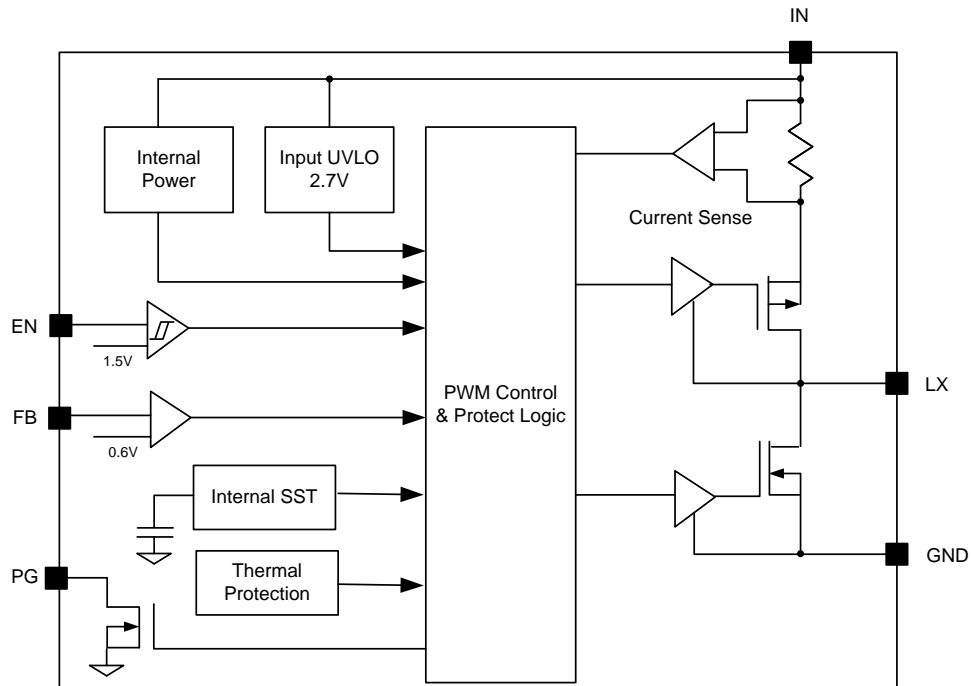 IN
Internal
Power
Input UVLO
2.7V
Current Sense
EN
1.5V
PWM Control
& Protect Logic
LX
FB
0.6V
Internal SST
GND
PG
Thermal
Protection